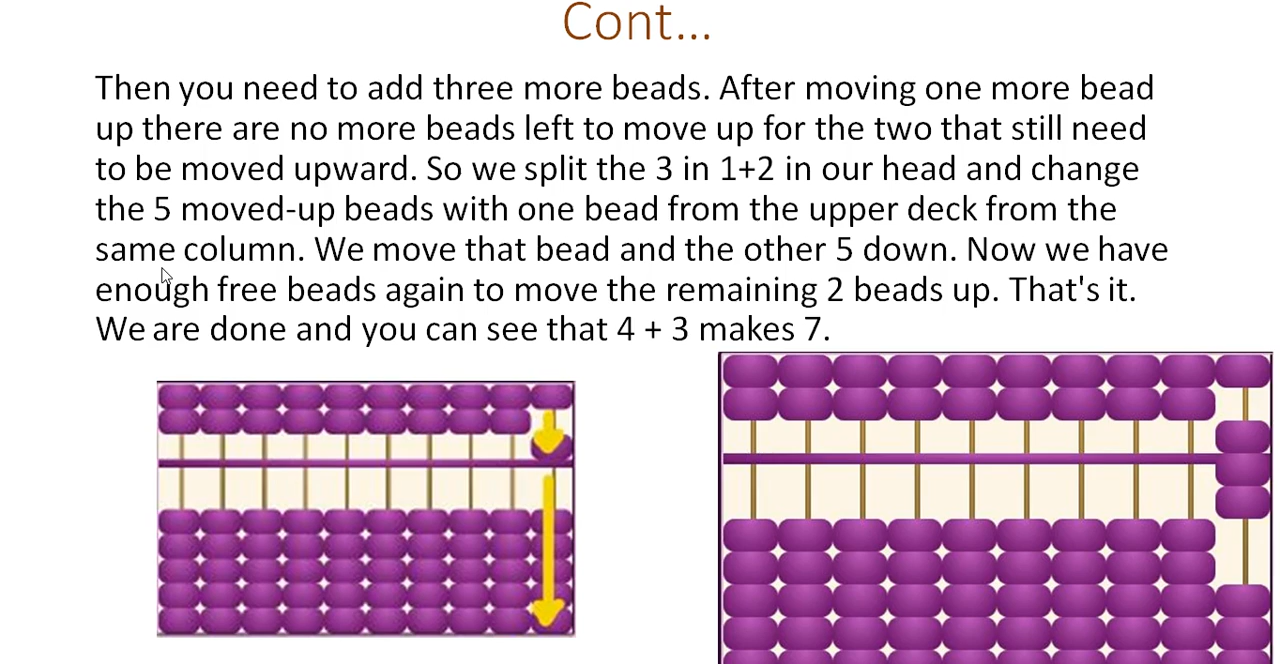 Cont...
Then you need to add three more beads. After moving one more bead
up there are no more beads left to move up for the two that still need
to be moved upward. So we split the 3 in 1+2 in our head and change
the 5 moved-up beads with one bead from the upper deck from the
same column. We move that bead and the other 5 down. Now we have
enough free beads again to move the remaining 2 beads up. That's it.
We are done and you can see that 4 + 3 makes 7.